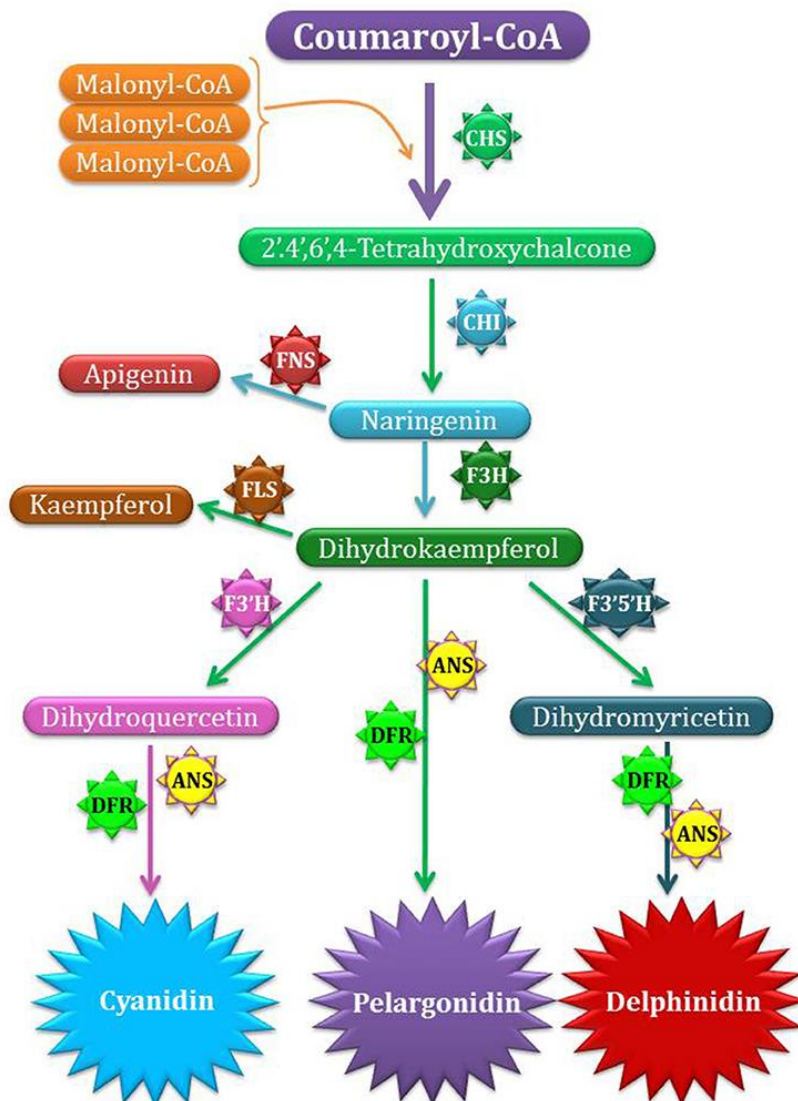 Coumaroyl-CoA
Malonyl-CoA
Malonyl-CoA
Malonyl-CoA
CHS
2'.4',6',4-Tetrahydroxychalcone
CHI
FNS
Apigenin
Naringenin
F3H
FLS
Kaempferol
Dihydrokaempferol
F3'H
F3'5'H
ANS
Dihydroquercetin
DFR
Dihydromyricetin
DFR
ANS
DFR
ANS
Cyanidin
Pelargonidin
Delphinidin